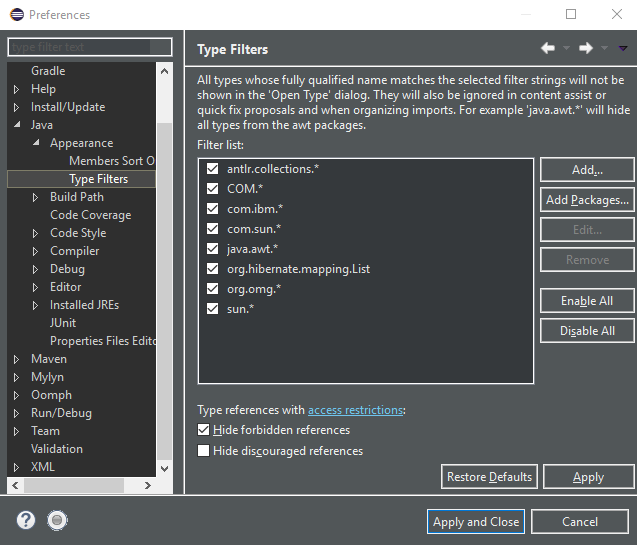 Preferences
type filter text
Gradle
Help
Install/Update
Java
Appearance
Members Sort O
Type Filters
Build Path
Code Coverage
Code Style
Compiler
Debug
Editor
Installed JREs
JUnit
Properties Files Edito
Maven
Mylyn
Oomph
Run/Debug
Team
Validation
XML
Type Filters
All types whose fully qualified name matches the selected filter strings will not be
shown in the 'Open Type' dialog. They will also be ignored in content assist or
quick fix proposals and when organizing imports. For example 'java.awt.*' will hide
all types from the awt packages.
Filter list:
antlr.collections.*
COM.*
com.ibm.*
com.sun.*
java.awt.*
org.hibernate.mapping.List
org.omg.*
sun.*
Add...
Add Packages...
Edit...
Remove
Enable All
Disable All
Type references with access restrictions:
Hide forbidden references
Hide discouraged references
Restore Defaults
Apply
?
Apply and Close
Cancel